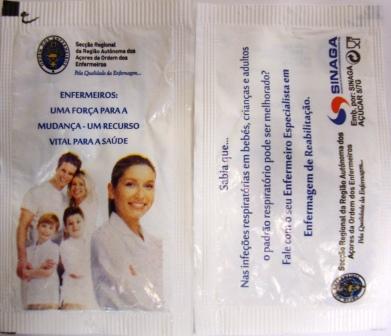 Secção Regional
da Região Autónoma dos
Açores da Ordem dos
Enfermeiros
Pela Qualidade da Enfermagem...
ENFERMEIROS:
UMA FORÇA PARA A
MUDANÇA - UM RECURSO
VITAL PARA A SAÚDE
Sabia que...
Nas infeções respiratórias em bebés, crianças e adultos
o padrão respiratório pode ser melhorado?
Fale com o seu Enfermeiro Especialista em
Enfermagem de Reabilitação.
Secção Regional da Região Autónoma dos
Açores da Ordem dos Enfermeiros
Pela Qualidade da Enfermagem...
SINAGA
Emb. por: SINAGA
AÇÚCAR 5/7G